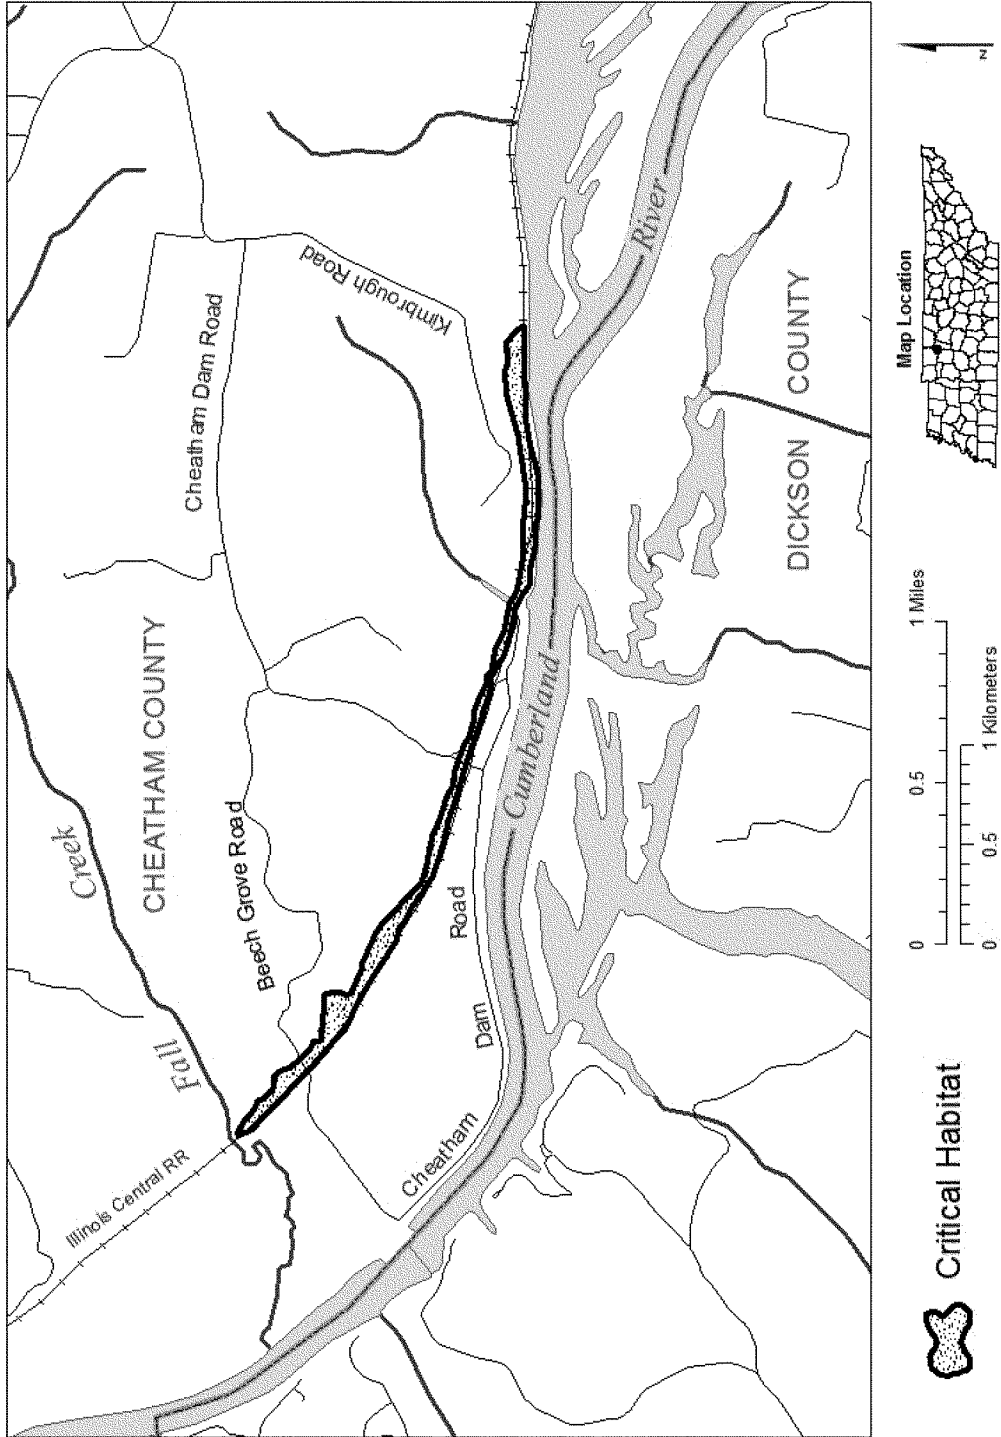 Fall Creek
Illinois Central RR
CHEATHAM COUNTY
Beech Grove Road
Cheatham Dam Road
Kimbrough Road
Cheatham Dam Road
Cumberland River
DICKSON COUNTY
Critical Habitat
0 0.5 1 Miles
0 0.5 1 Kilometers
Map Location
N